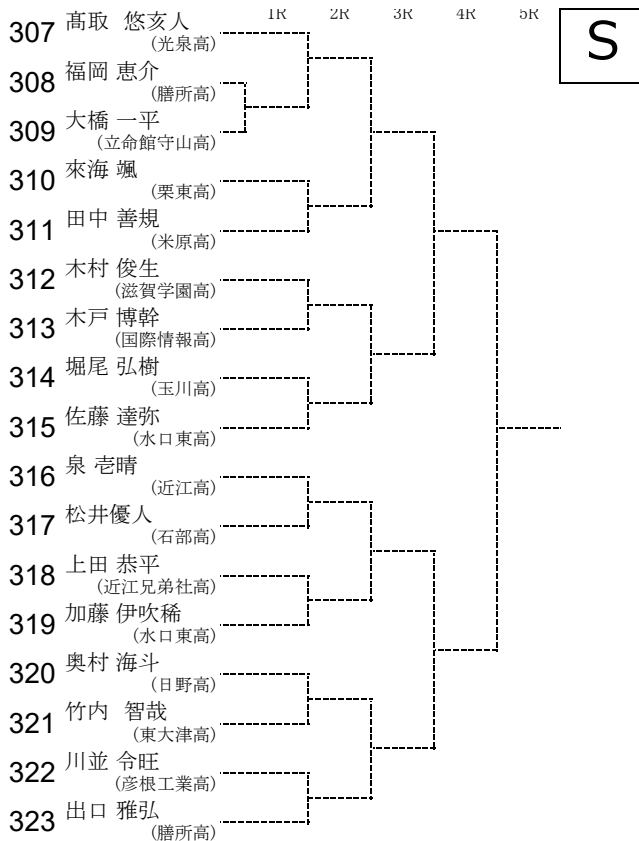 1R 2R 3R 4R 5R
S
307 髙取 悠亥人
(光泉高)
308 福岡 恵介
(膳所高)
309 大橋 一平
(立命館守山高)
310 來海 颯
(栗東高)
311 田中 善規
(米原高)
312 木村 俊生
(滋賀学園高)
313 木戸 博幹
(国際情報高)
314 堀尾 弘樹
(玉川高)
315 佐藤 達弥
(水口東高)
316 泉 壱晴
(近江高)
317 松井優人
(石部高)
318 上田 恭平
(近江兄弟社高)
319 加藤 伊吹稀
(水口東高)
320 奥村 海斗
(日野高)
321 竹内 智哉
(東大津高)
322 川並 令旺
(彦根工業高)
323 出口 雅弘
(膳所高)